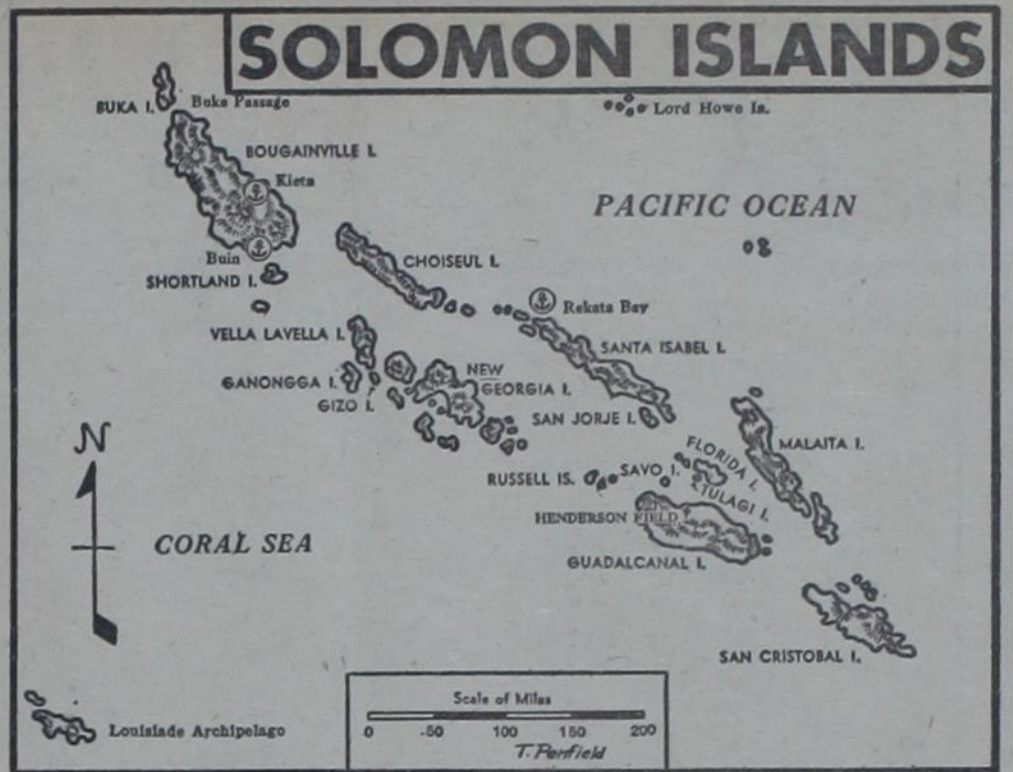 SOLOMON ISLANDS
BUKA I.
Buka Passage
Lord Howe Is.
BOUGAINVILLE I.
Kieta
PACIFIC OCEAN
Buin
CHOISEUL I.
SHORTLAND I.
Rekata Bay
VELLA LAVELLA I.
SANTA ISABEL I.
GANONGGA I.
NEW
GEORGIA I.
GIZO I.
SAN JORJE I.
N
MALAITA I.
FLORIDA I.
RUSSELL IS.
SAVO I.
TULAGI I.
HENDERSON FIELD
CORAL SEA
GUADALCANAL I.
SAN CRISTOBAL I.
Scale of Miles
0 50 100 150 200
T. Penfield
Louisiade Archipelago